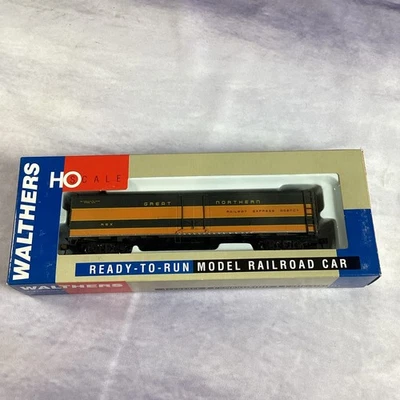 WALTHERS
HO
SCALE
GREAT NORTHERN
RAILWAY EXPRESS AGENCY
READY-TO-RUN MODEL RAILROAD CAR
WALTHERS